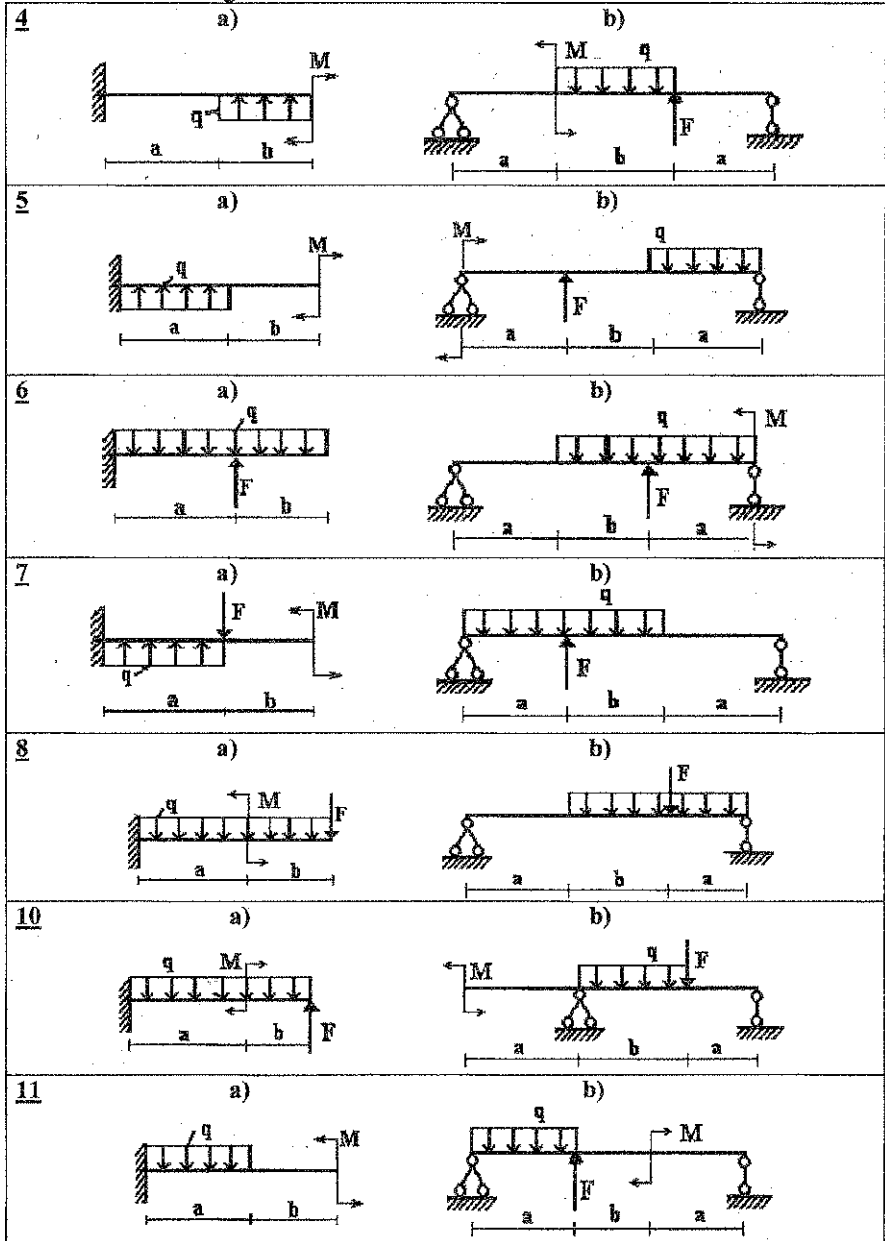 4 a) b)
M
M q
q
F
a b a b a
5 a) b)
M M q
q
F
a b a b a
6 a) b)
q q M
F F
a b a b a
7 a) b)
F M q
q F
a b a b a
8 a) b)
q M F F
a b a b a
10 a) b)
q M M q F
F
a b a b a
11 a) b)
q M q M
F
a b a b a